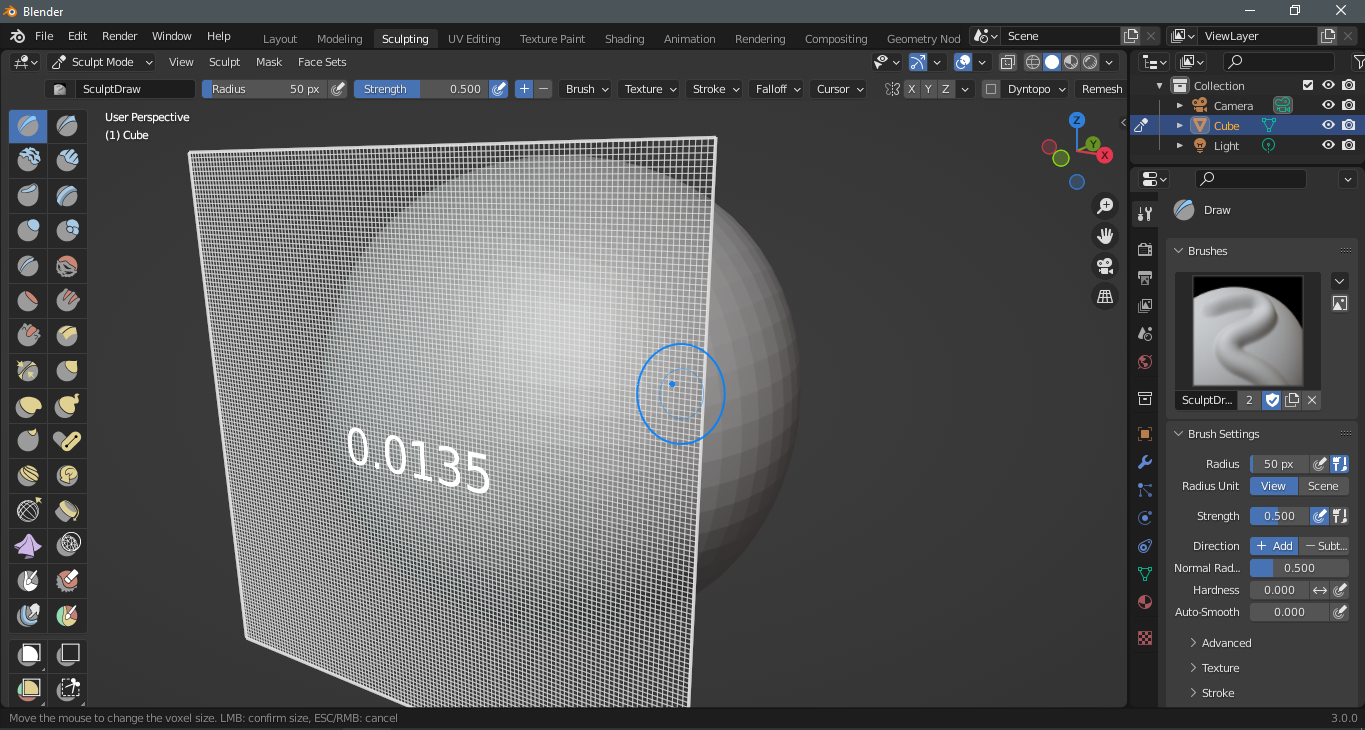 Blender
File Edit Render Window Help Layout Modeling Sculpting UV Editing Texture Paint Shading Animation Rendering Compositing Geometry Nod Scene ViewLayer
Sculpt Mode View Sculpt Mask Face Sets
SculptDraw Radius 50 px Strength 0.500 Brush Texture Stroke Falloff Cursor X Y Z Dyntopo Remesh
User Perspective
(1) Cube
Z
Y
X
0.0135
Collection
Camera
Cube
Light
Draw
Brushes
SculptDr... 2
Brush Settings
Radius 50 px
Radius Unit View Scene
Strength 0.500
Direction + Add − Subt...
Normal Rad... 0.500
Hardness 0.000
Auto-Smooth 0.000
Advanced
Texture
Stroke
Move the mouse to change the voxel size. LMB: confirm size, ESC/RMB: cancel 3.0.0